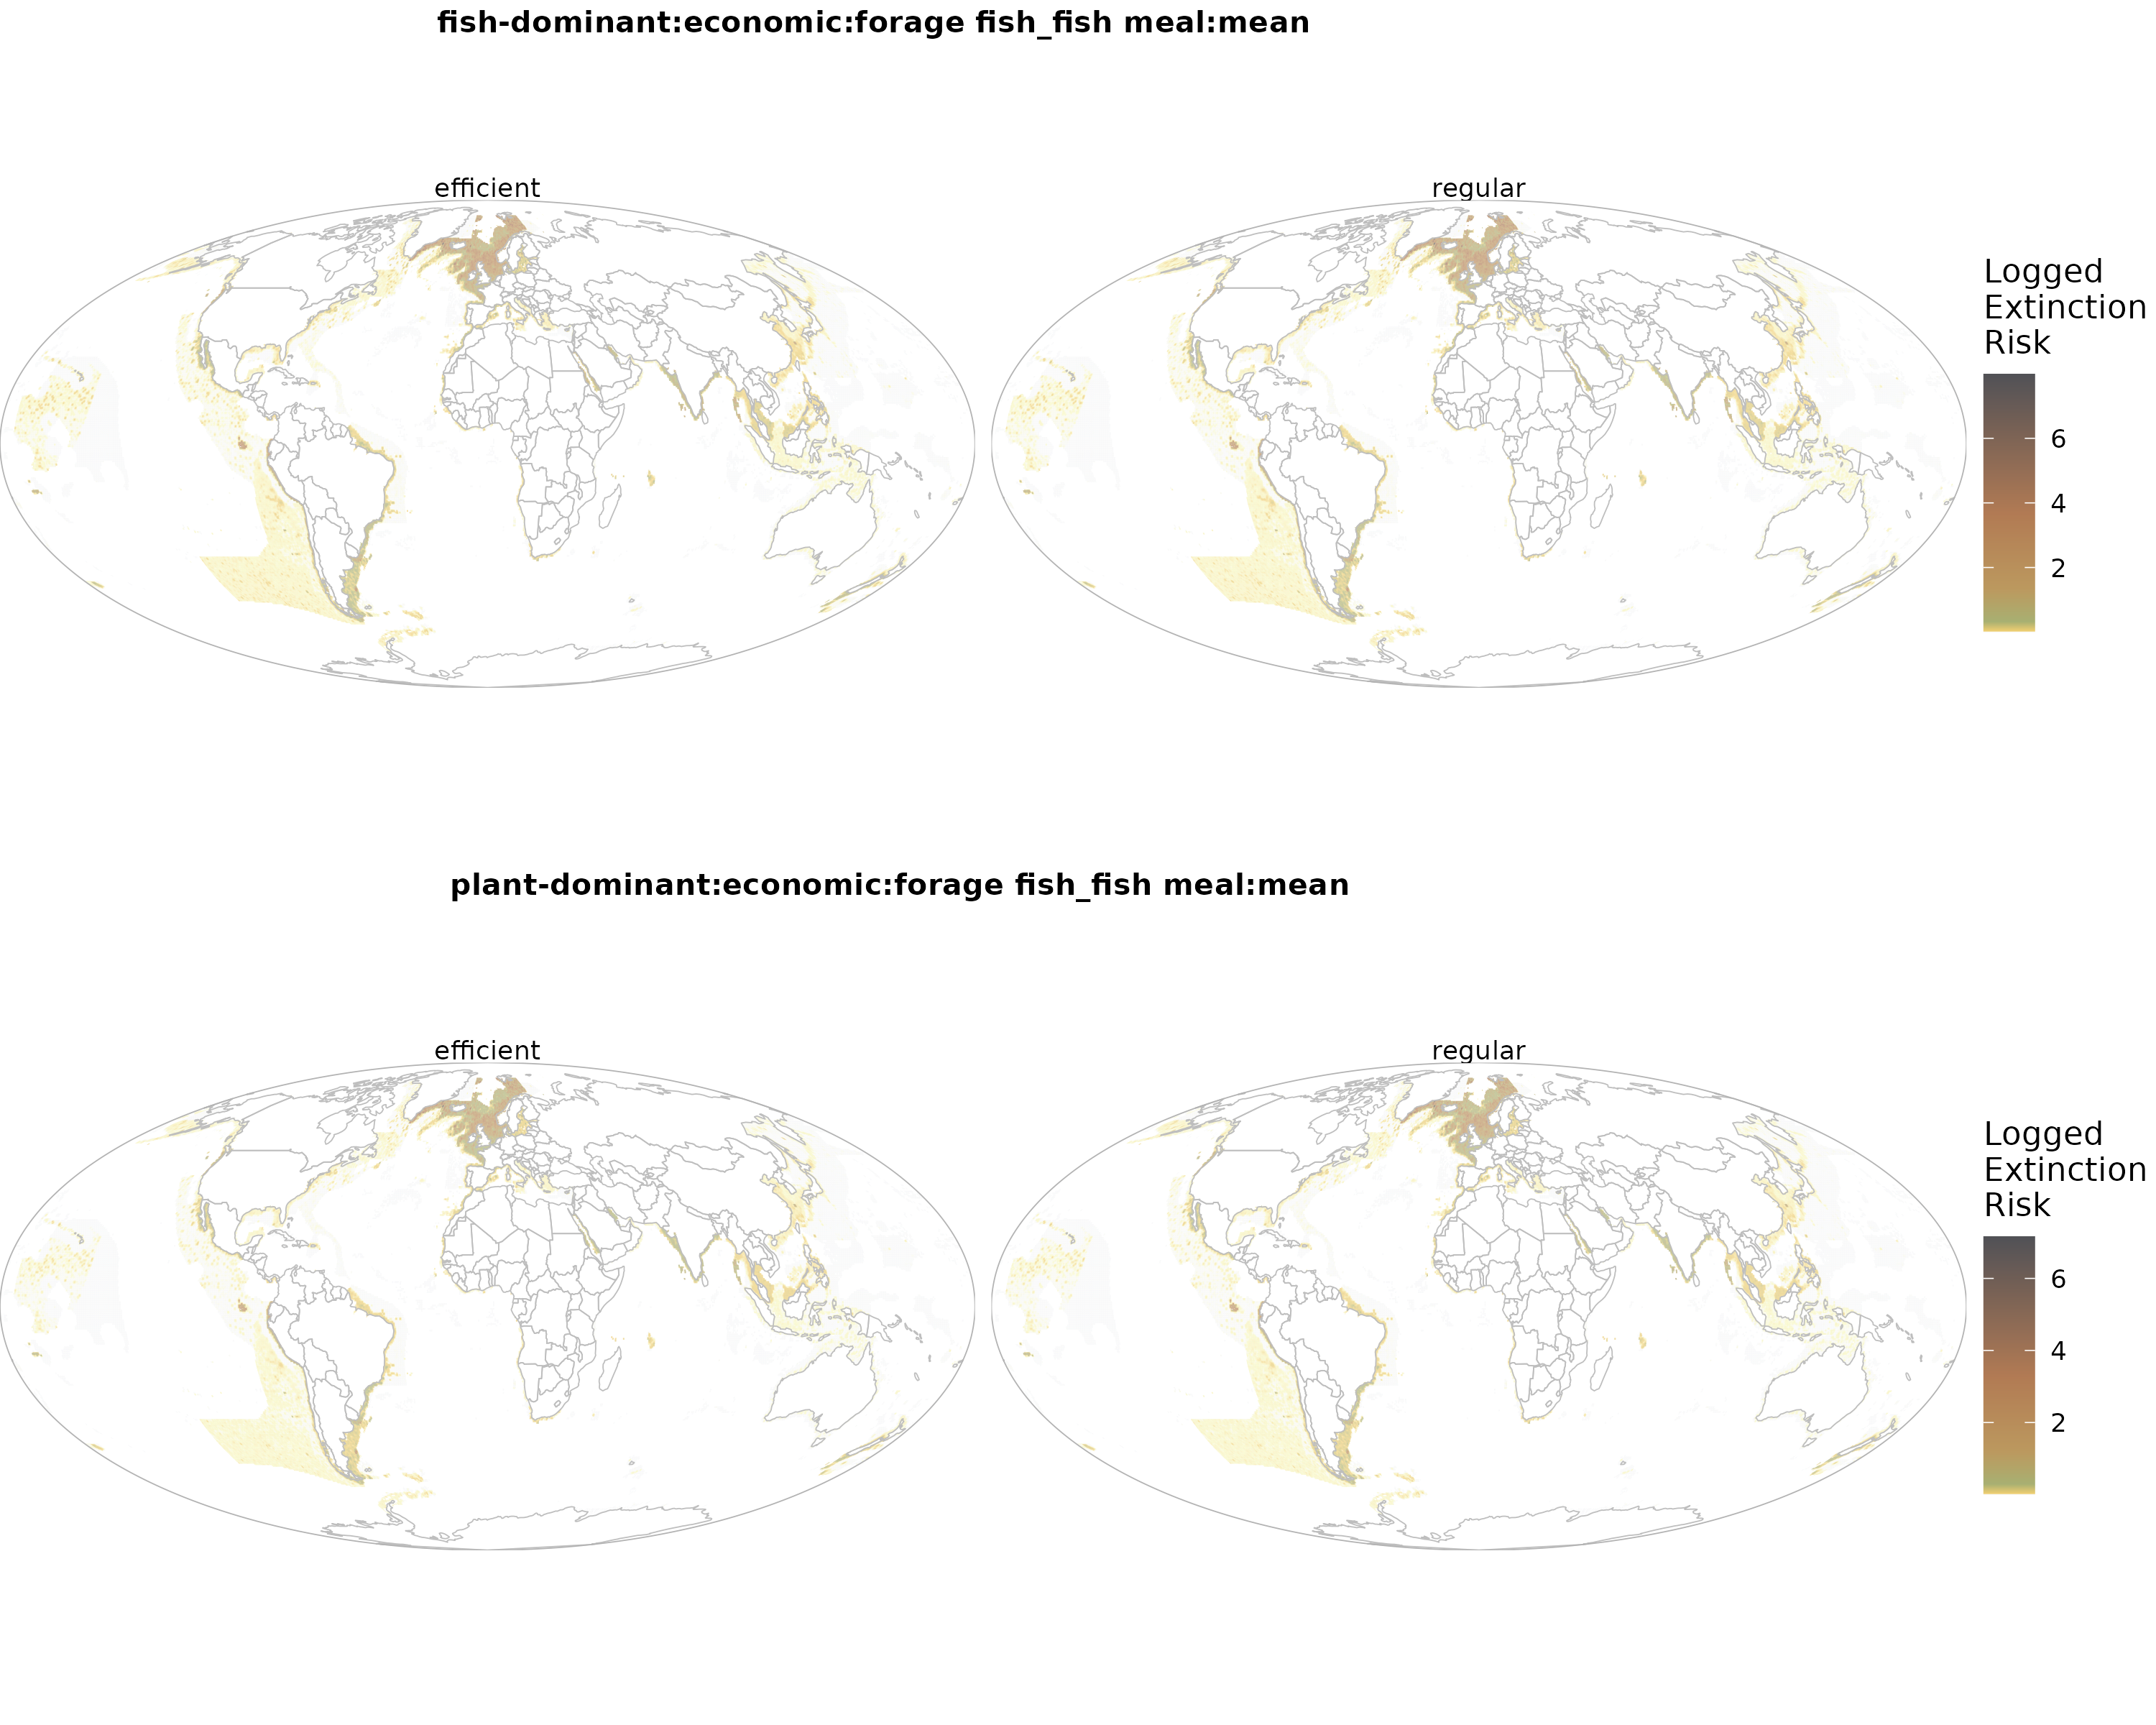 fish-dominant:economic:forage fish_fish meal:mean
efficient
regular
Logged
Extinction
Risk
6
4
2
plant-dominant:economic:forage fish_fish meal:mean
efficient
regular
Logged
Extinction
Risk
6
4
2